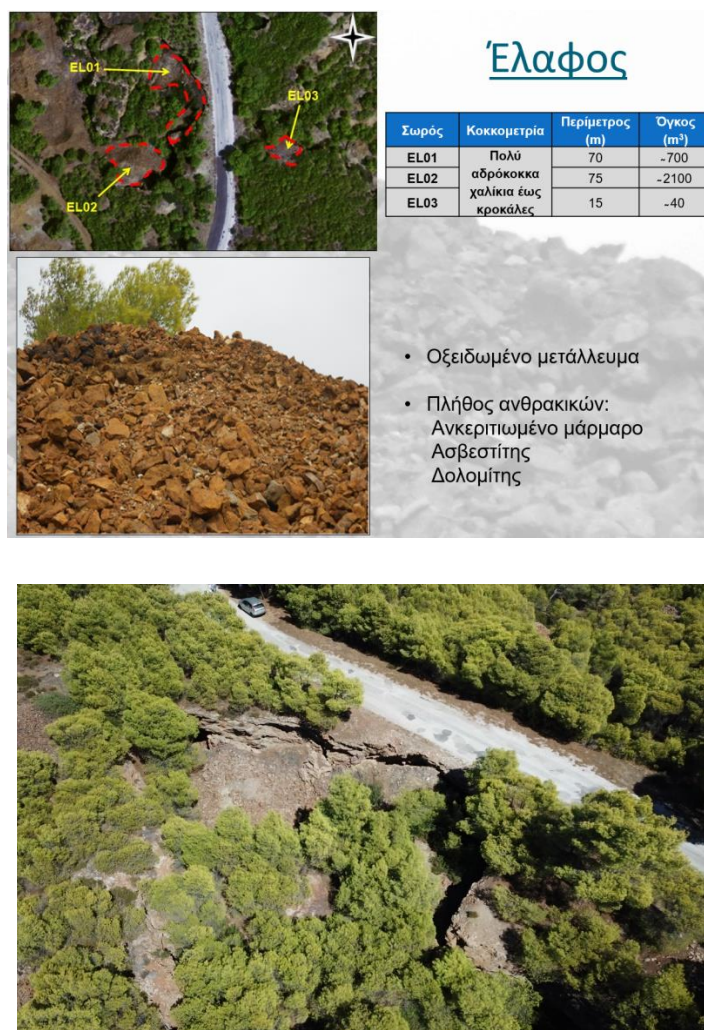 Έλαφος
EL01
EL03
EL02
Σωρός Κοκκομετρία Περίμετρος (m) Όγκος (m³)
EL01 Πολύ αδρόκοκκα χαλίκια έως κροκάλες 70 ~700
EL02 75 ~2100
EL03 15 ~40
• Οξειδωμένο μετάλλευμα
• Πλήθος ανθρακικών:
Ανκεριτιωμένο μάρμαρο
Ασβεστίτης
Δολομίτης